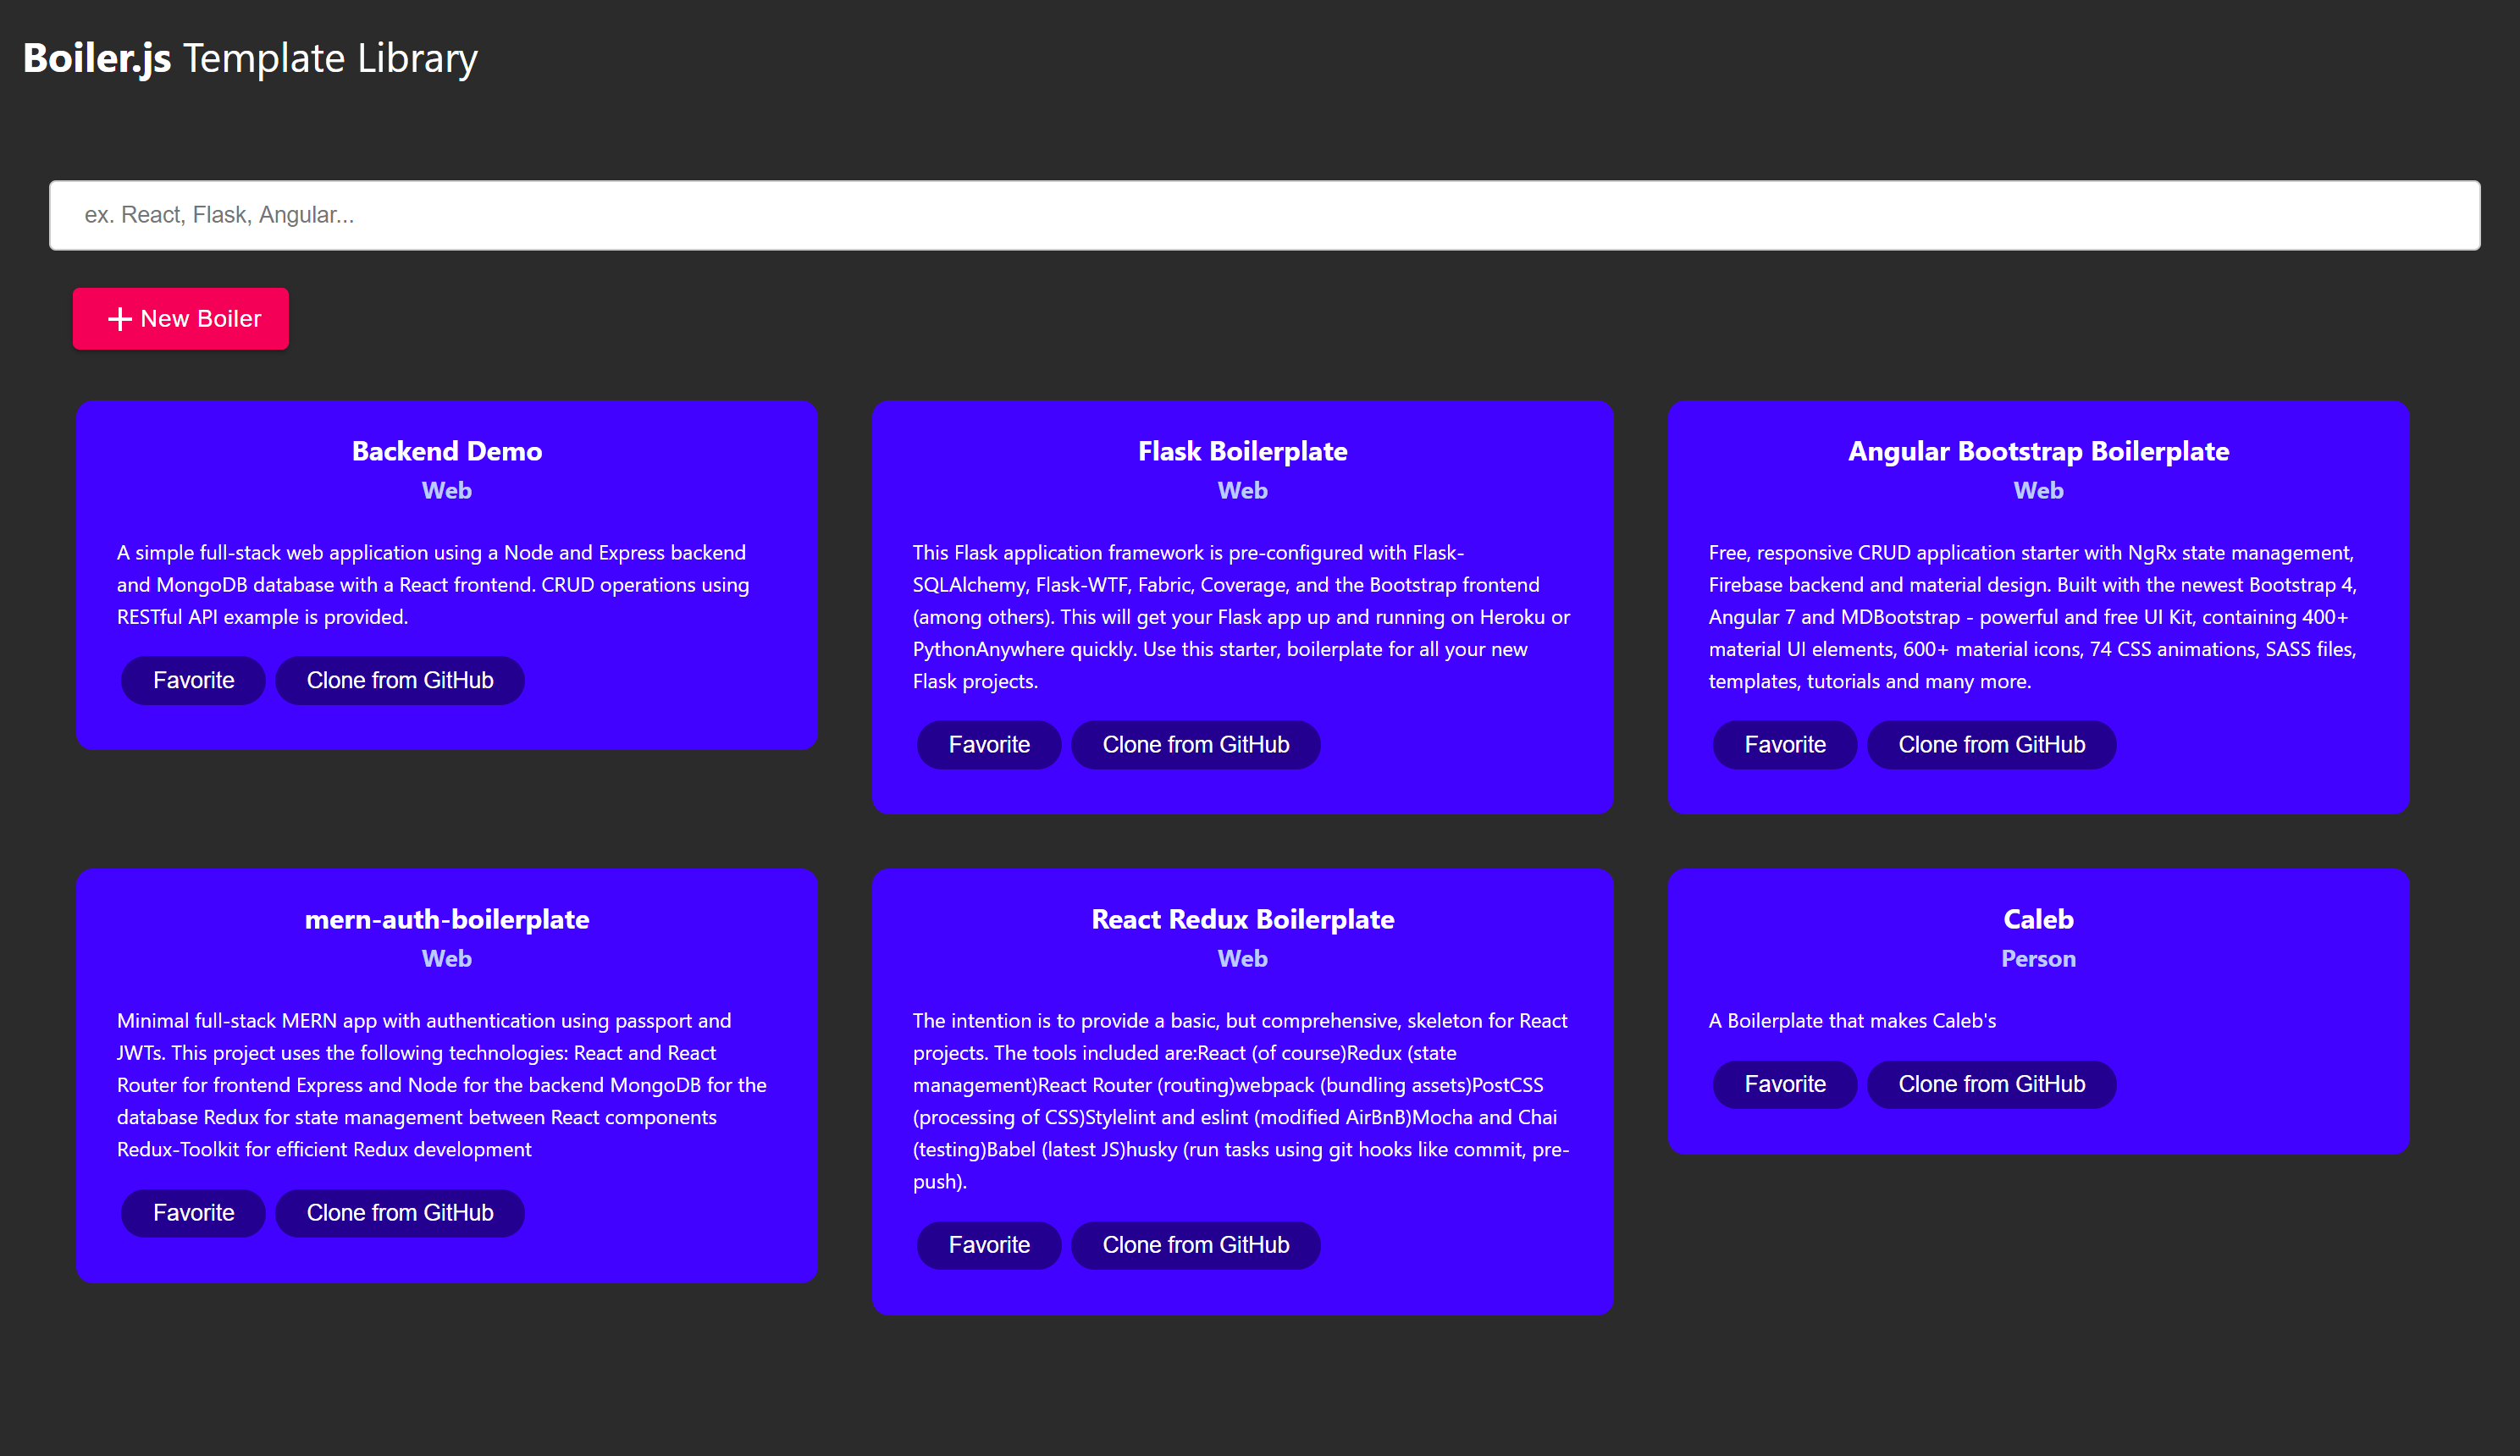 Boiler.js Template Library
ex. React, Flask, Angular...
New Boiler
Backend Demo
Web
A simple full-stack web application using a Node and Express backend
and MongoDB database with a React frontend. CRUD operations using
RESTful API example is provided.
Favorite
Clone from GitHub
Flask Boilerplate
Web
This Flask application framework is pre-configured with Flask-
SQLAlchemy, Flask-WTF, Fabric, Coverage, and the Bootstrap frontend
(among others). This will get your Flask app up and running on Heroku or
PythonAnywhere quickly. Use this starter, boilerplate for all your new
Flask projects.
Favorite
Clone from GitHub
Angular Bootstrap Boilerplate
Web
Free, responsive CRUD application starter with NgRx state management,
Firebase backend and material design. Built with the newest Bootstrap 4,
Angular 7 and MDBootstrap - powerful and free UI Kit, containing 400+
material UI elements, 600+ material icons, 74 CSS animations, SASS files,
templates, tutorials and many more.
Favorite
Clone from GitHub
mern-auth-boilerplate
Web
Minimal full-stack MERN app with authentication using passport and
JWTs. This project uses the following technologies: React and React
Router for frontend Express and Node for the backend MongoDB for the
database Redux for state management between React components
Redux-Toolkit for efficient Redux development
Favorite
Clone from GitHub
React Redux Boilerplate
Web
The intention is to provide a basic, but comprehensive, skeleton for React
projects. The tools included are:React (of course)Redux (state
management)React Router (routing)webpack (bundling assets)PostCSS
(processing of CSS)Stylelint and eslint (modified AirBnB)Mocha and Chai
(testing)Babel (latest JS)husky (run tasks using git hooks like commit, pre-
push).
Favorite
Clone from GitHub
Caleb
Person
A Boilerplate that makes Caleb's
Favorite
Clone from GitHub